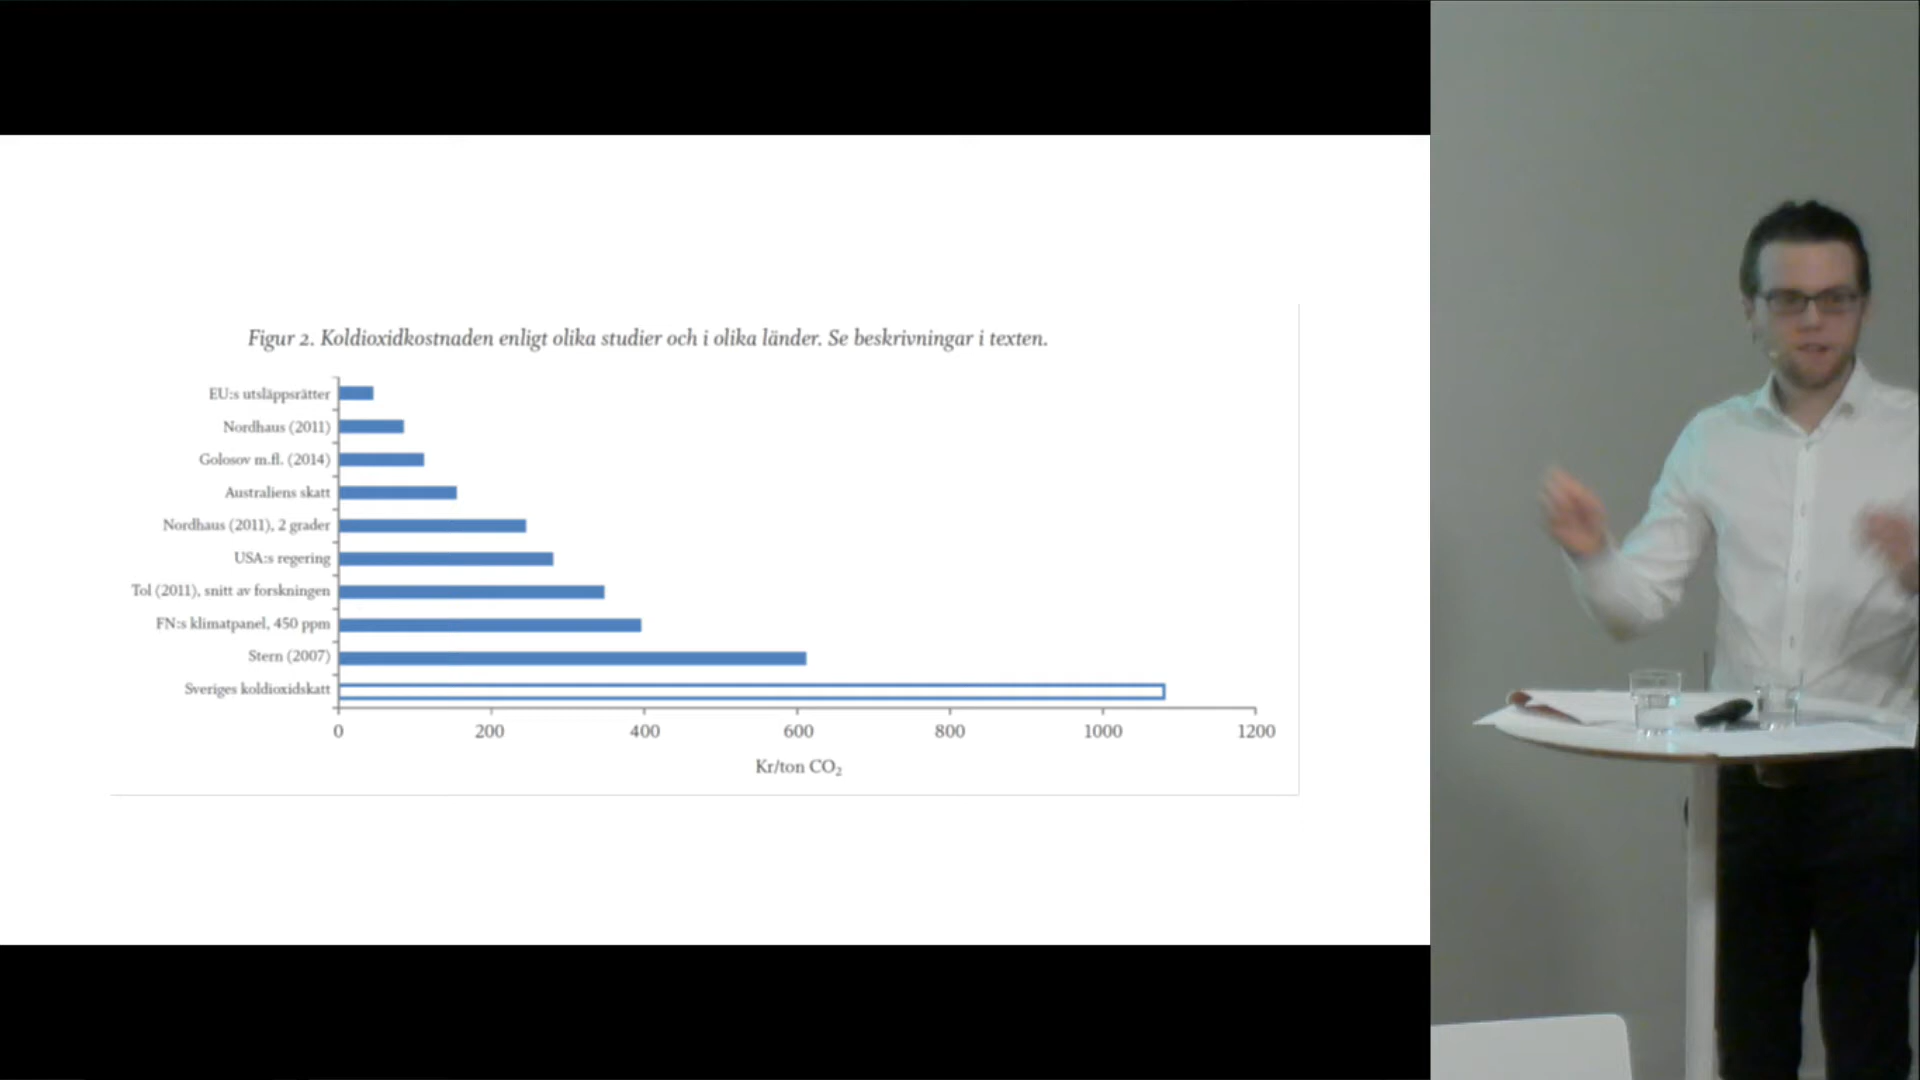 Figur 2. Koldioxidkostnaden enligt olika studier och i olika länder. Se beskrivningar i texten.
EU:s utsläppsrätter
Nordhaus (2011)
Golosov m.fl. (2014)
Australiens skatt
Nordhaus (2011), 2 grader
USA:s regering
Tol (2011), snitt av forskningen
FN:s klimatpanel, 450 ppm
Stern (2007)
Sveriges koldioxidskatt
0 200 400 600 800 1000 1200
Kr/ton CO₂